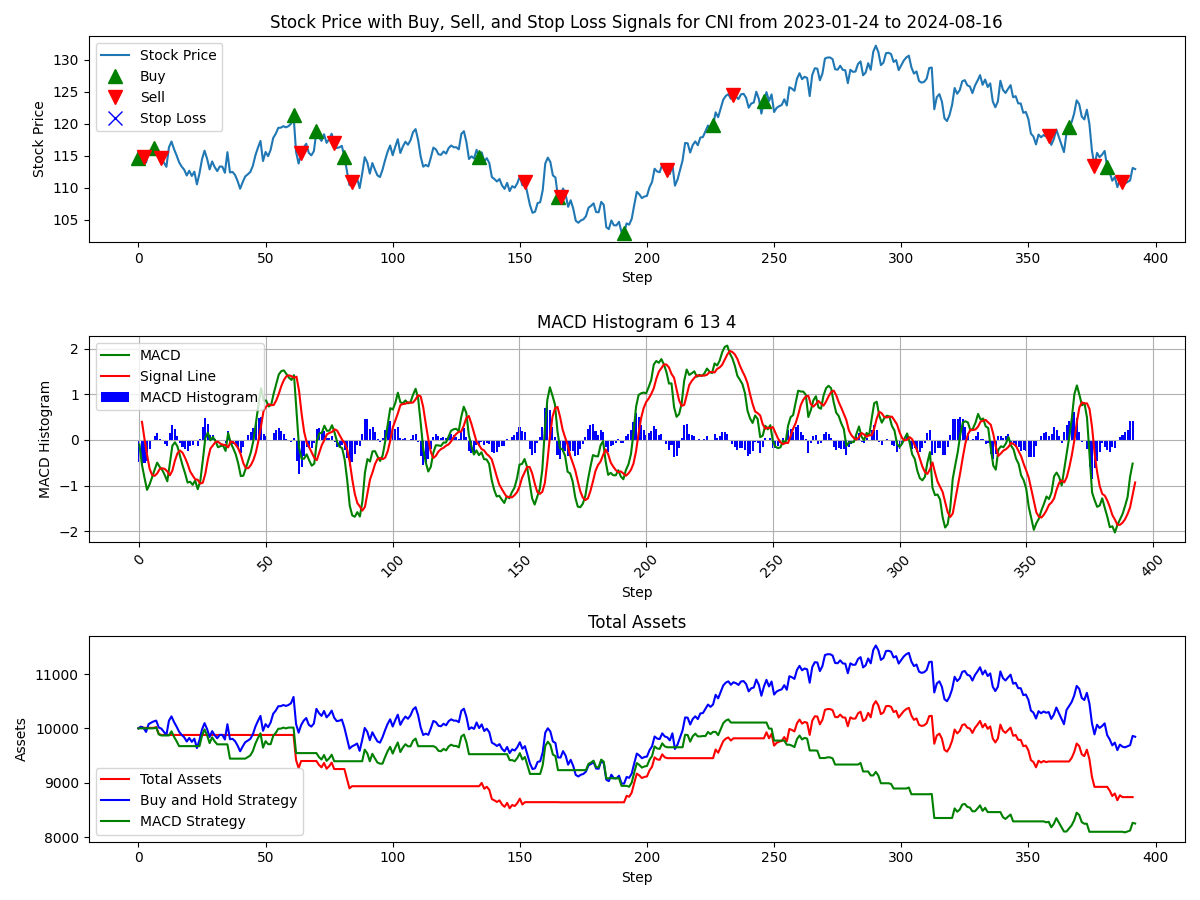 Stock Price with Buy, Sell, and Stop Loss Signals for CNI from 2023-01-24 to 2024-08-16
Stock Price
Buy
Sell
Stop Loss
Stock Price
130
125
120
115
110
105
0 50 100 150 200 250 300 350 400
Step
MACD Histogram 6 13 4
MACD
Signal Line
MACD Histogram
MACD Histogram
2
1
0
−1
−2
0 50 100 150 200 250 300 350 400
Step
Total Assets
Assets
11000
10000
9000
8000
Total Assets
Buy and Hold Strategy
MACD Strategy
0 50 100 150 200 250 300 350 400
Step